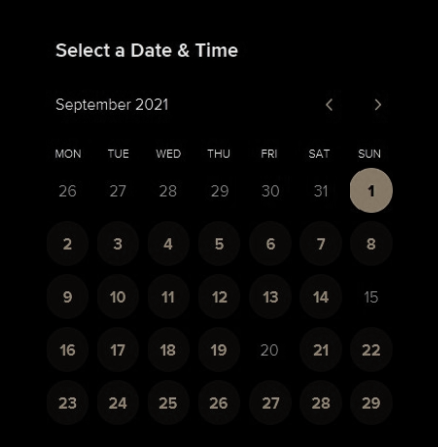 Select a Date & Time
September 2021
MON TUE WED THU FRI SAT SUN
26 27 28 29 30 31 1
2 3 4 5 6 7 8
9 10 11 12 13 14 15
16 17 18 19 20 21 22
23 24 25 26 27 28 29